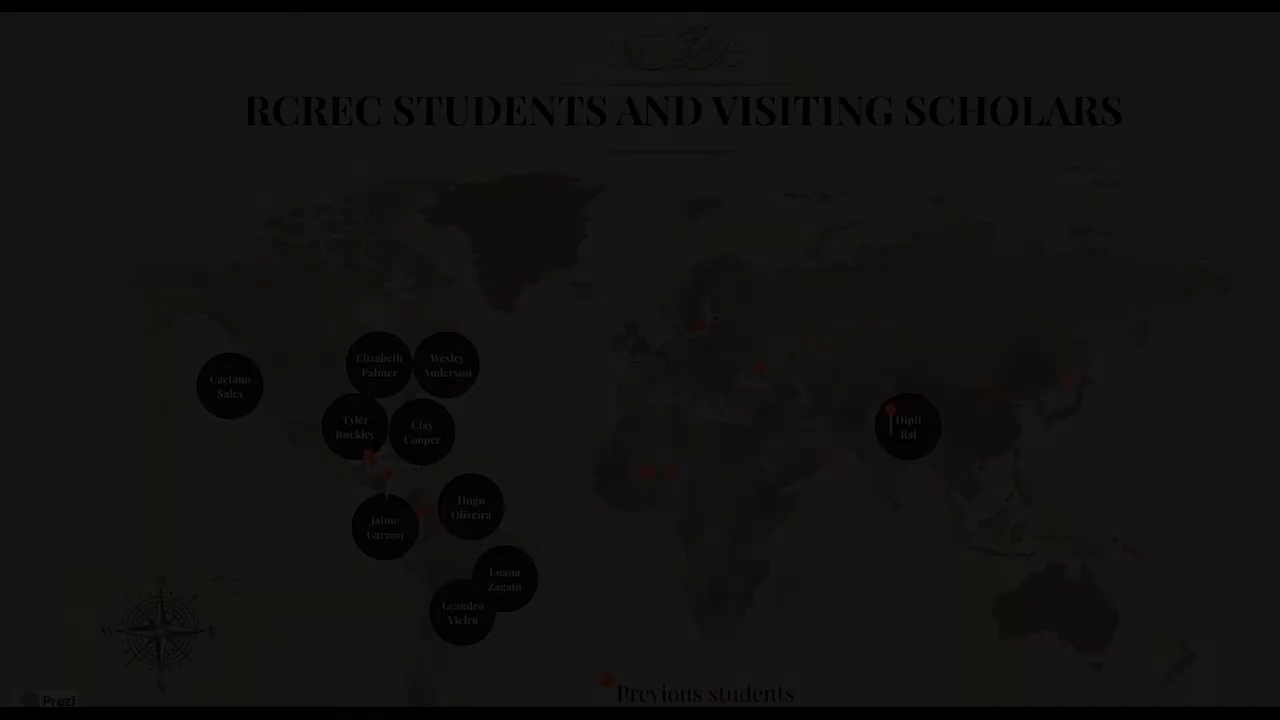 RCREC STUDENTS AND VISITING SCHOLARS
Elizabeth
Palmer
Wesley
Anderson
Caetano
Sales
Tyler
Buckley
Clay
Cooper
Dipti
Rai
Hugo
Oliveira
Jaime
Garzon
Luana
Zagato
Leandro
Vieira
Previous students
Prezi